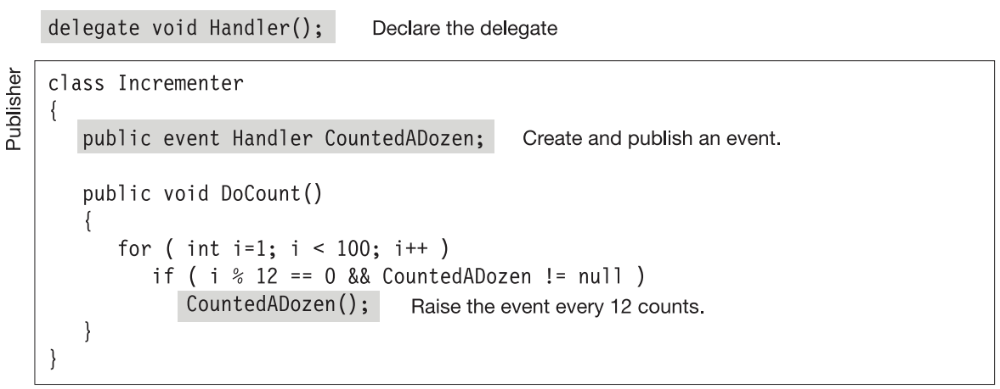 delegate void Handler(); Declare the delegate
Publisher
class Incrementer
{
public event Handler CountedADozen; Create and publish an event.
public void DoCount()
{
for ( int i=1; i < 100; i++ )
if ( i % 12 == 0 && CountedADozen != null )
CountedADozen(); Raise the event every 12 counts.
}
}